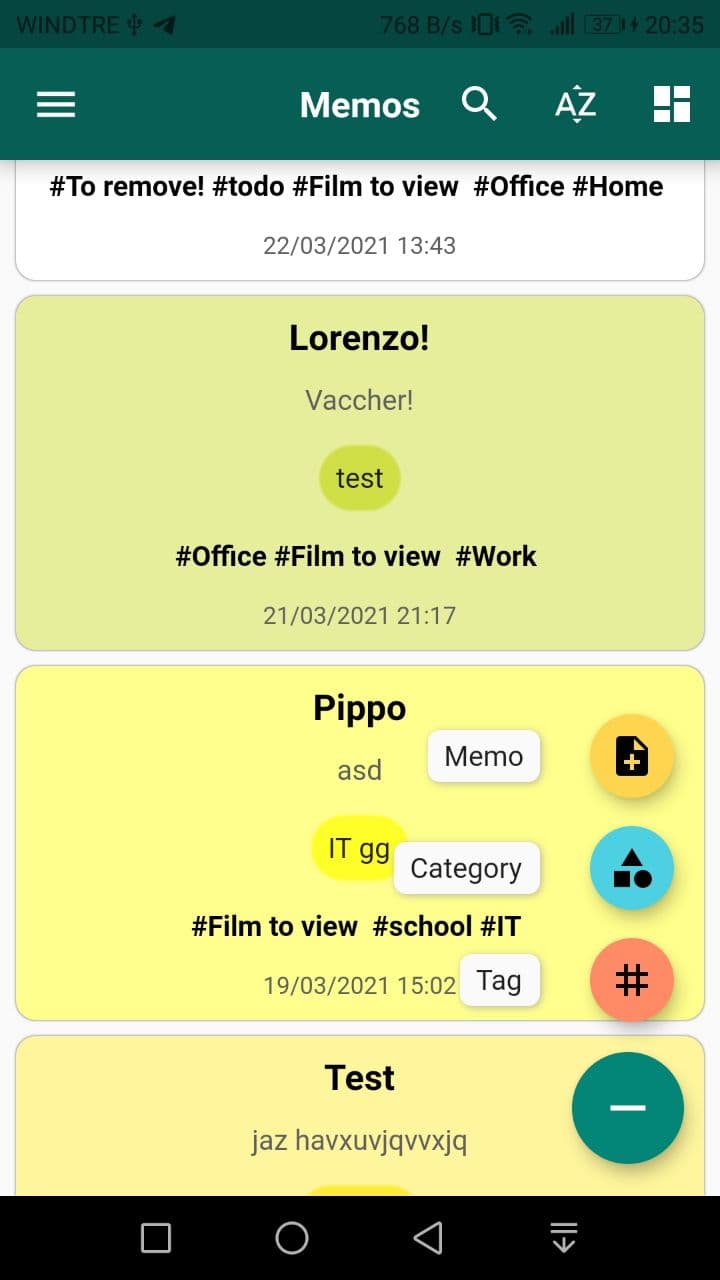 WINDTRE 768 B/s 37 20:35
Memos AZ
#To remove! #todo #Film to view #Office #Home
22/03/2021 13:43
Lorenzo!
Vaccher!
test
#Office #Film to view #Work
21/03/2021 21:17
Pippo
Memo
asd
IT gg
Category
#Film to view #school #IT
19/03/2021 15:02
Tag
Test
jaz havxuvjqvvxjq